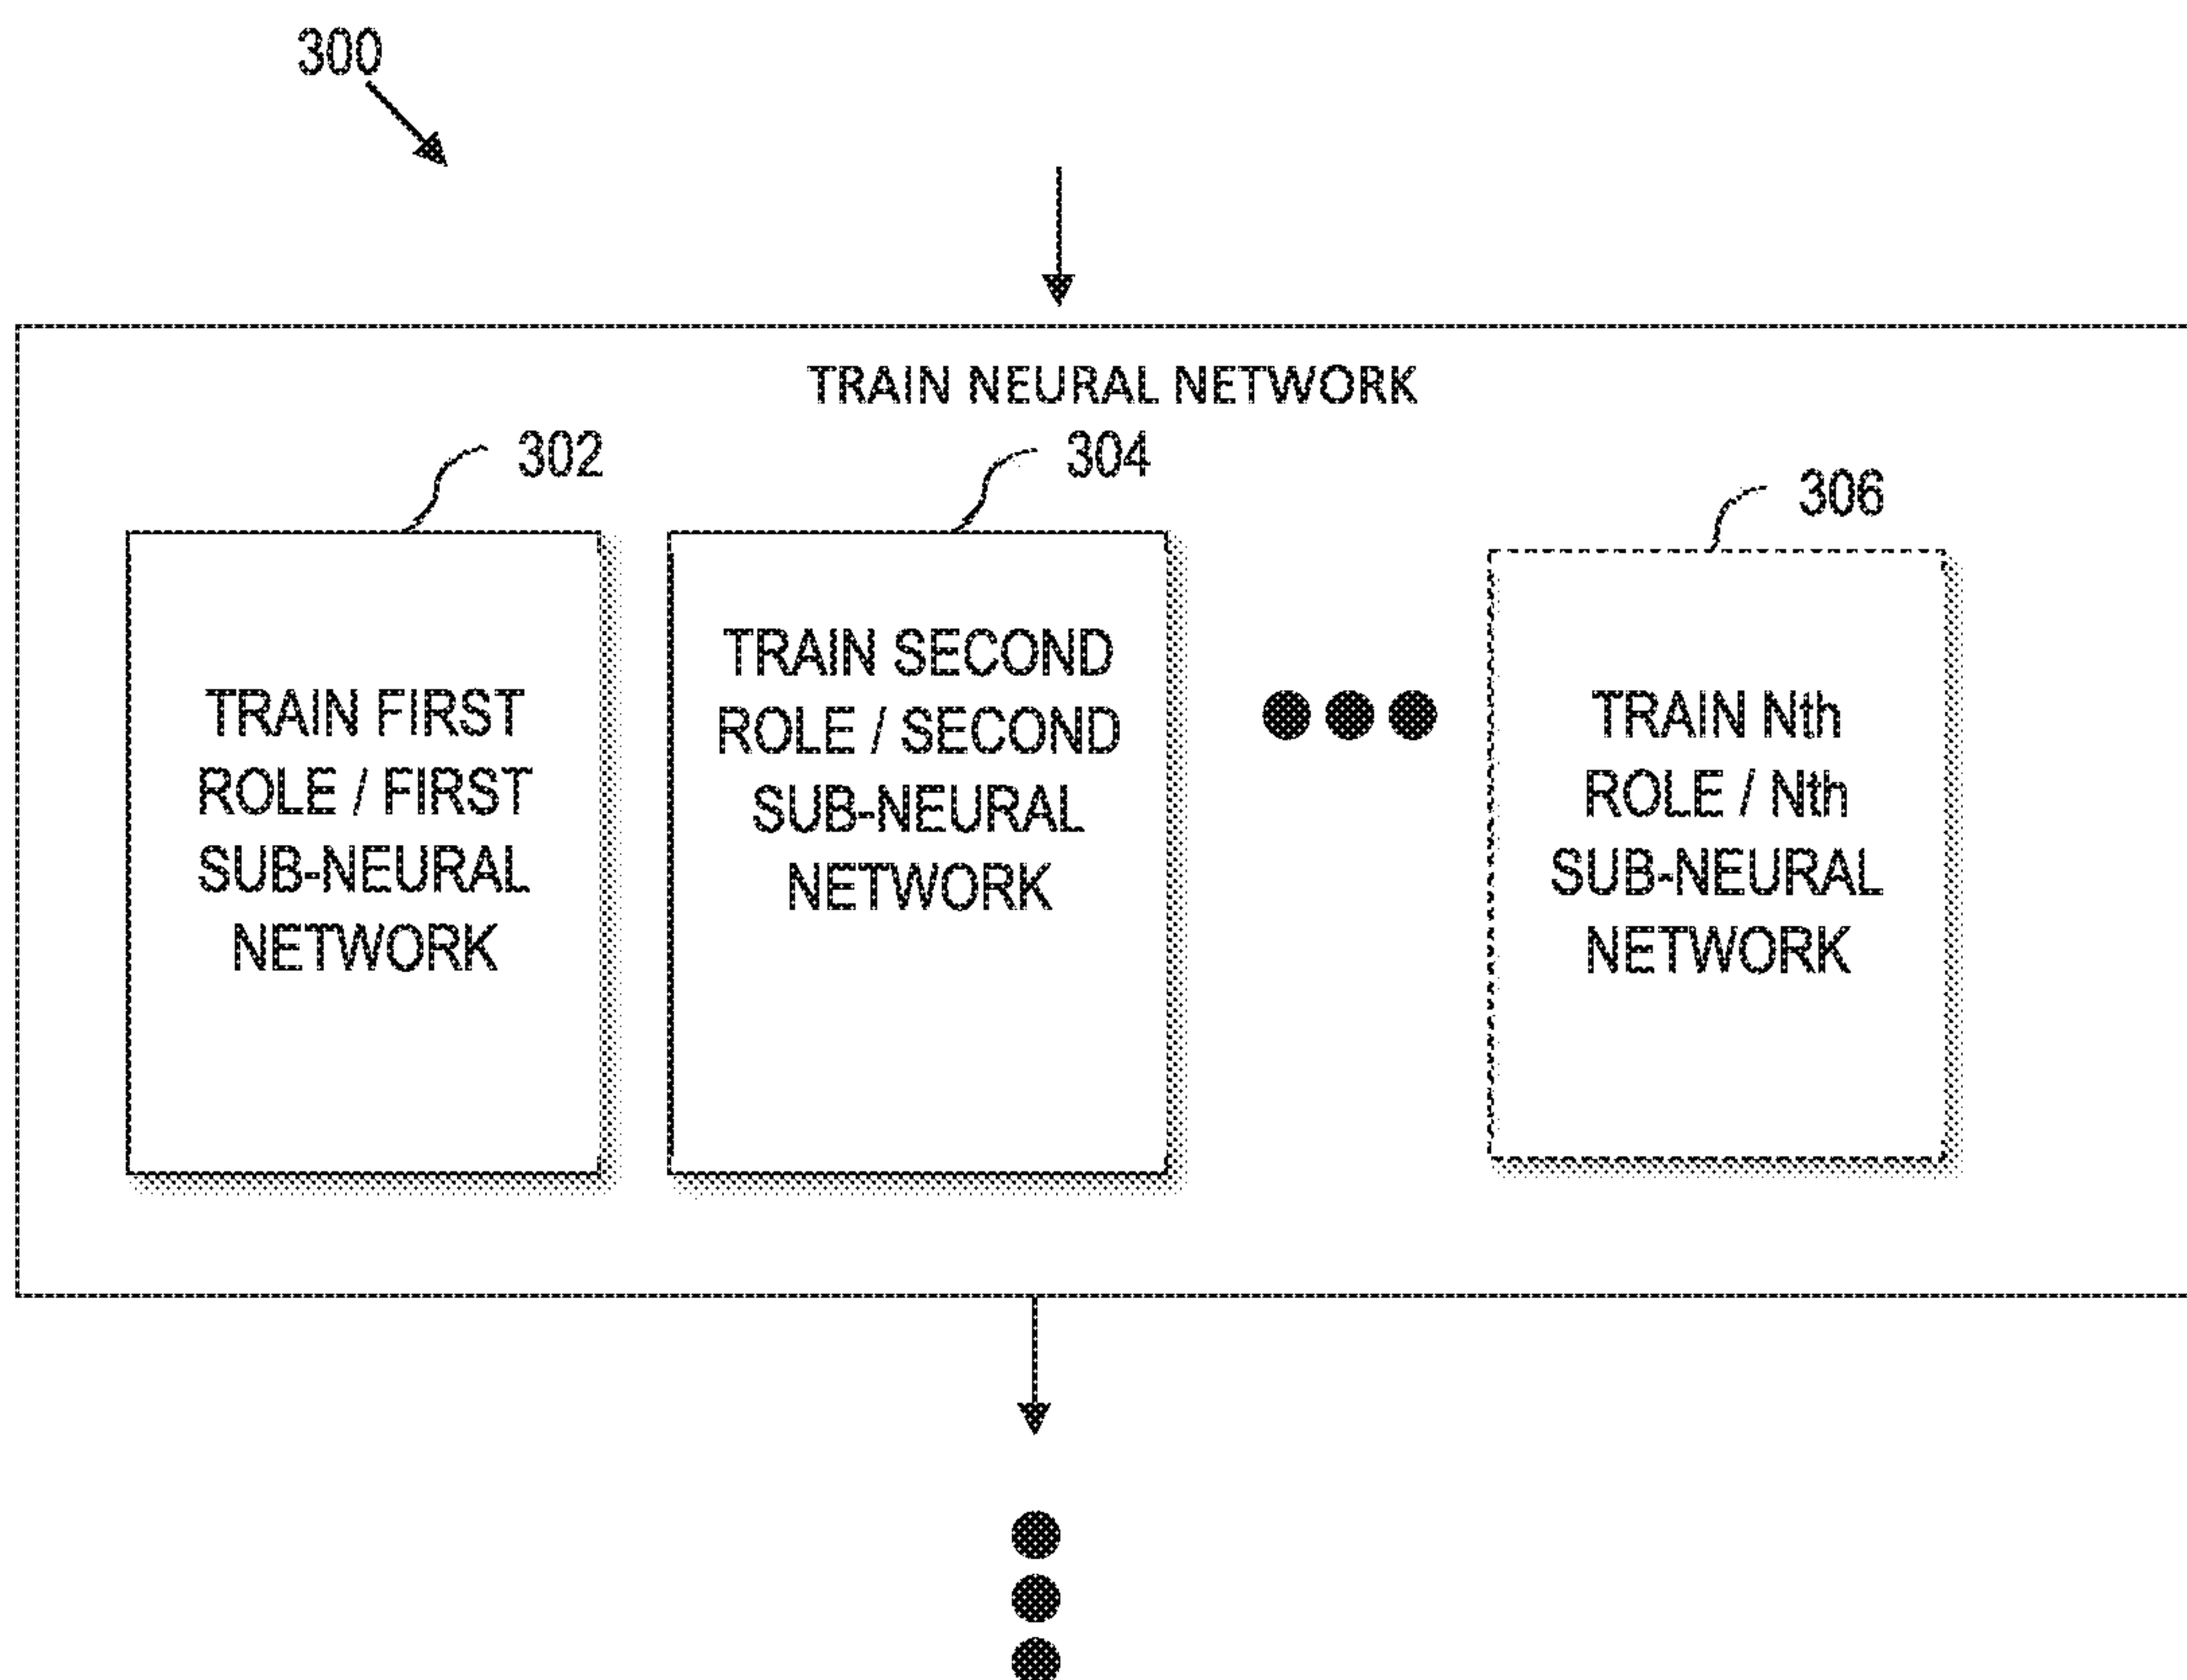 300
TRAIN NEURAL NETWORK
302
304
306
TRAIN FIRST
ROLE / FIRST
SUB-NEURAL
NETWORK
TRAIN SECOND
ROLE / SECOND
SUB-NEURAL
NETWORK
TRAIN Nth
ROLE / Nth
SUB-NEURAL
NETWORK